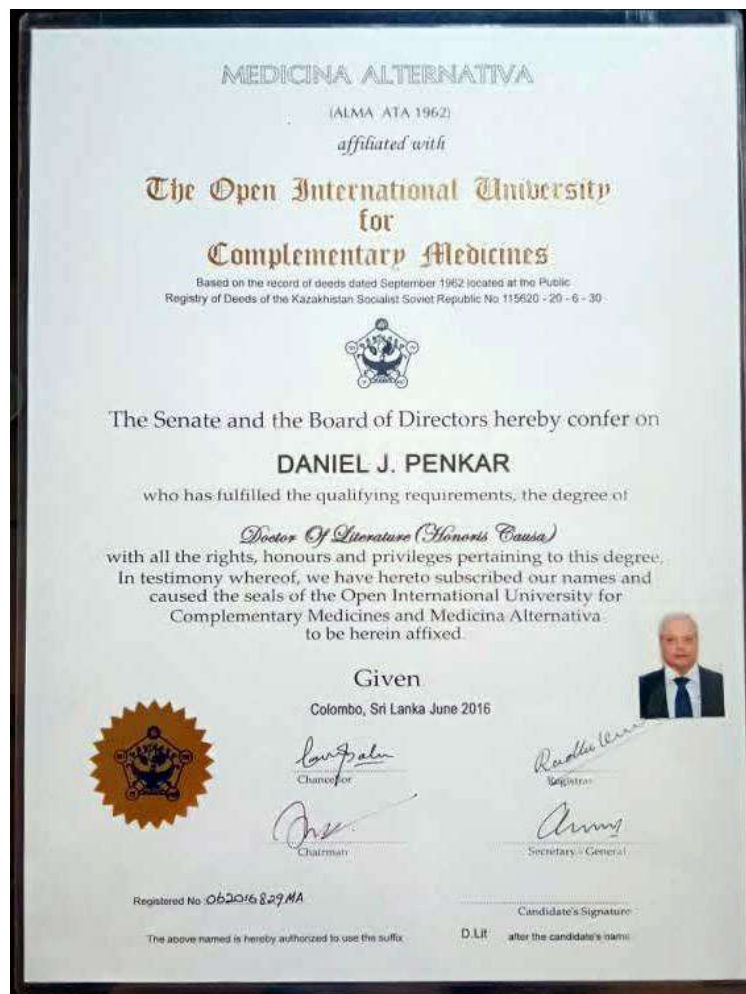 MEDICINA ALTERNATIVA
(ALMA ATA 1962)
affiliated with
The Open International University
for
Complementary Medicines
Based on the record of deeds dated September 1962 located at the Public
Registry of Deeds of the Kazakhistan Socialist Soviet Republic No 115620 - 20 - 6 - 30
The Senate and the Board of Directors hereby confer on
DANIEL J. PENKAR
who has fulfilled the qualifying requirements, the degree of
Doctor Of Literature (Honoris Causa)
with all the rights, honours and privileges pertaining to this degree.
In testimony whereof, we have hereto subscribed our names and
caused the seals of the Open International University for
Complementary Medicines and Medicina Alternativa
to be herein affixed.
Given
Colombo, Sri Lanka June 2016
Chancellor
Registrar
Chairman
Secretary - General
Registered No 062016829MA
Candidate's Signature
The above named is hereby authorized to use the suffix D.Lit after the candidate's name